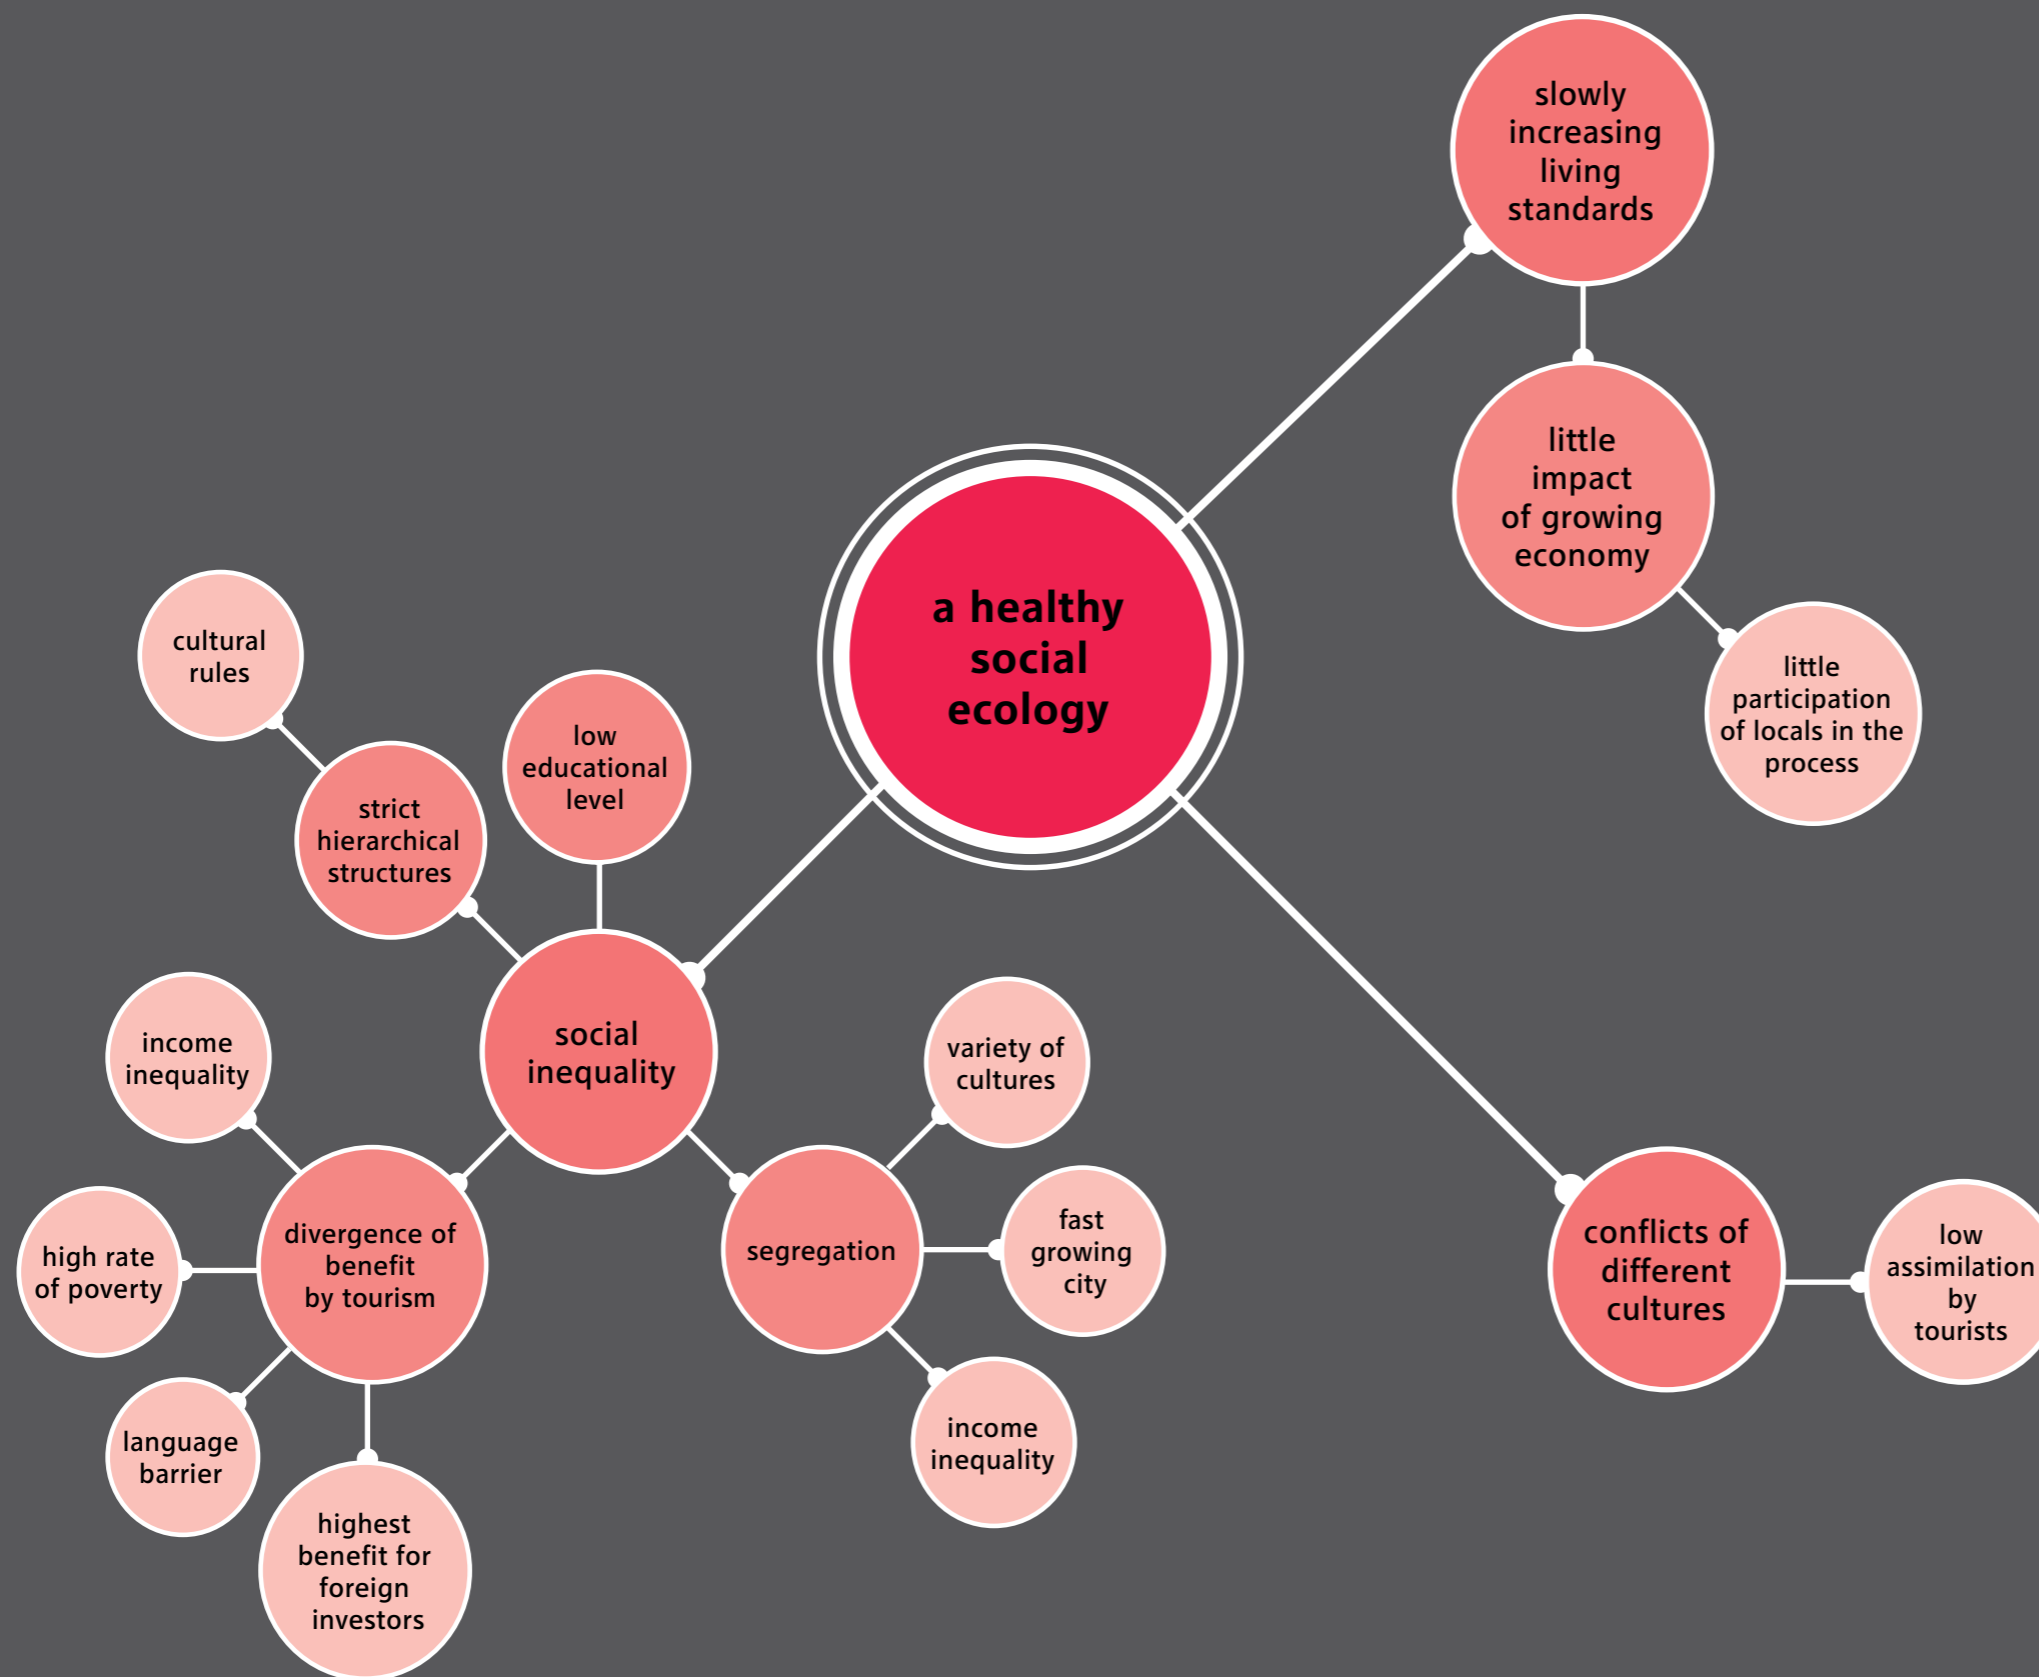 slowly
increasing
living
standards
little
impact
of growing
economy
little
participation
of locals in the
process
a healthy
social
ecology
cultural
rules
low
educational
level
strict
hierarchical
structures
social
inequality
income
inequality
high rate
of poverty
divergence of
benefit
by tourism
language
barrier
highest
benefit for
foreign
investors
variety of
cultures
segregation
fast
growing
city
income
inequality
conflicts of
different
cultures
low
assimilation
by
tourists